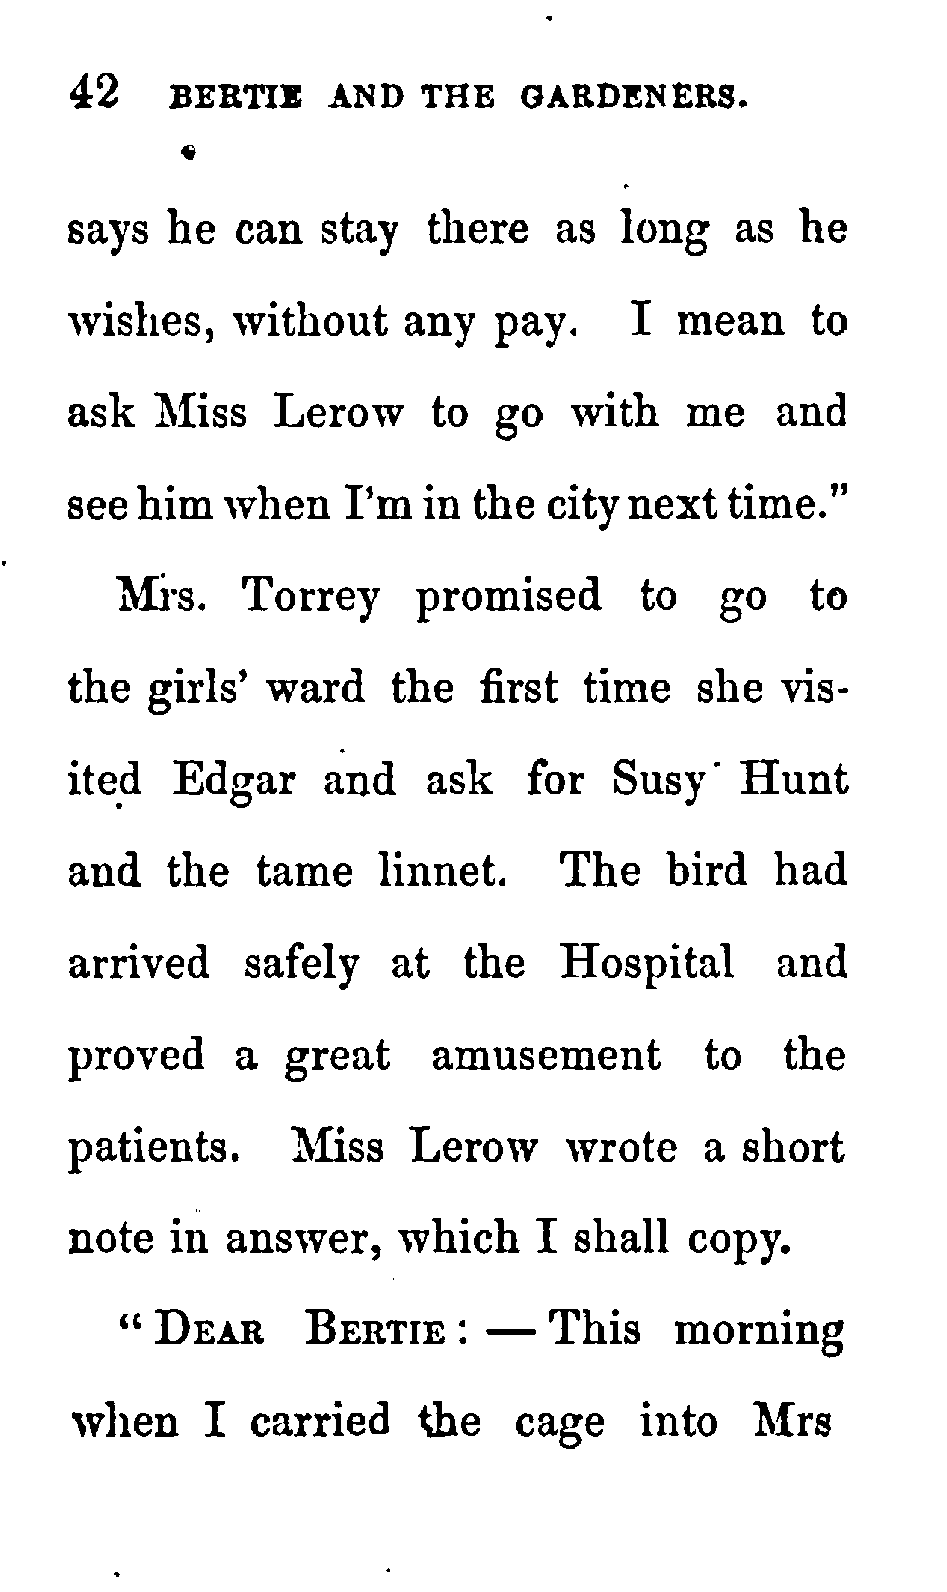 42 BERTIE AND THE GARDENERS.
says he can stay there as long as he
wishes, without any pay. I mean to
ask Miss Lerow to go with me and
see him when I'm in the city next time."
Mrs. Torrey promised to go to
the girls' ward the first time she vis-
ited Edgar and ask for Susy Hunt
and the tame linnet. The bird had
arrived safely at the Hospital and
proved a great amusement to the
patients. Miss Lerow wrote a short
note in answer, which I shall copy.
"DEAR BERTIE: — This morning
when I carried the cage into Mrs